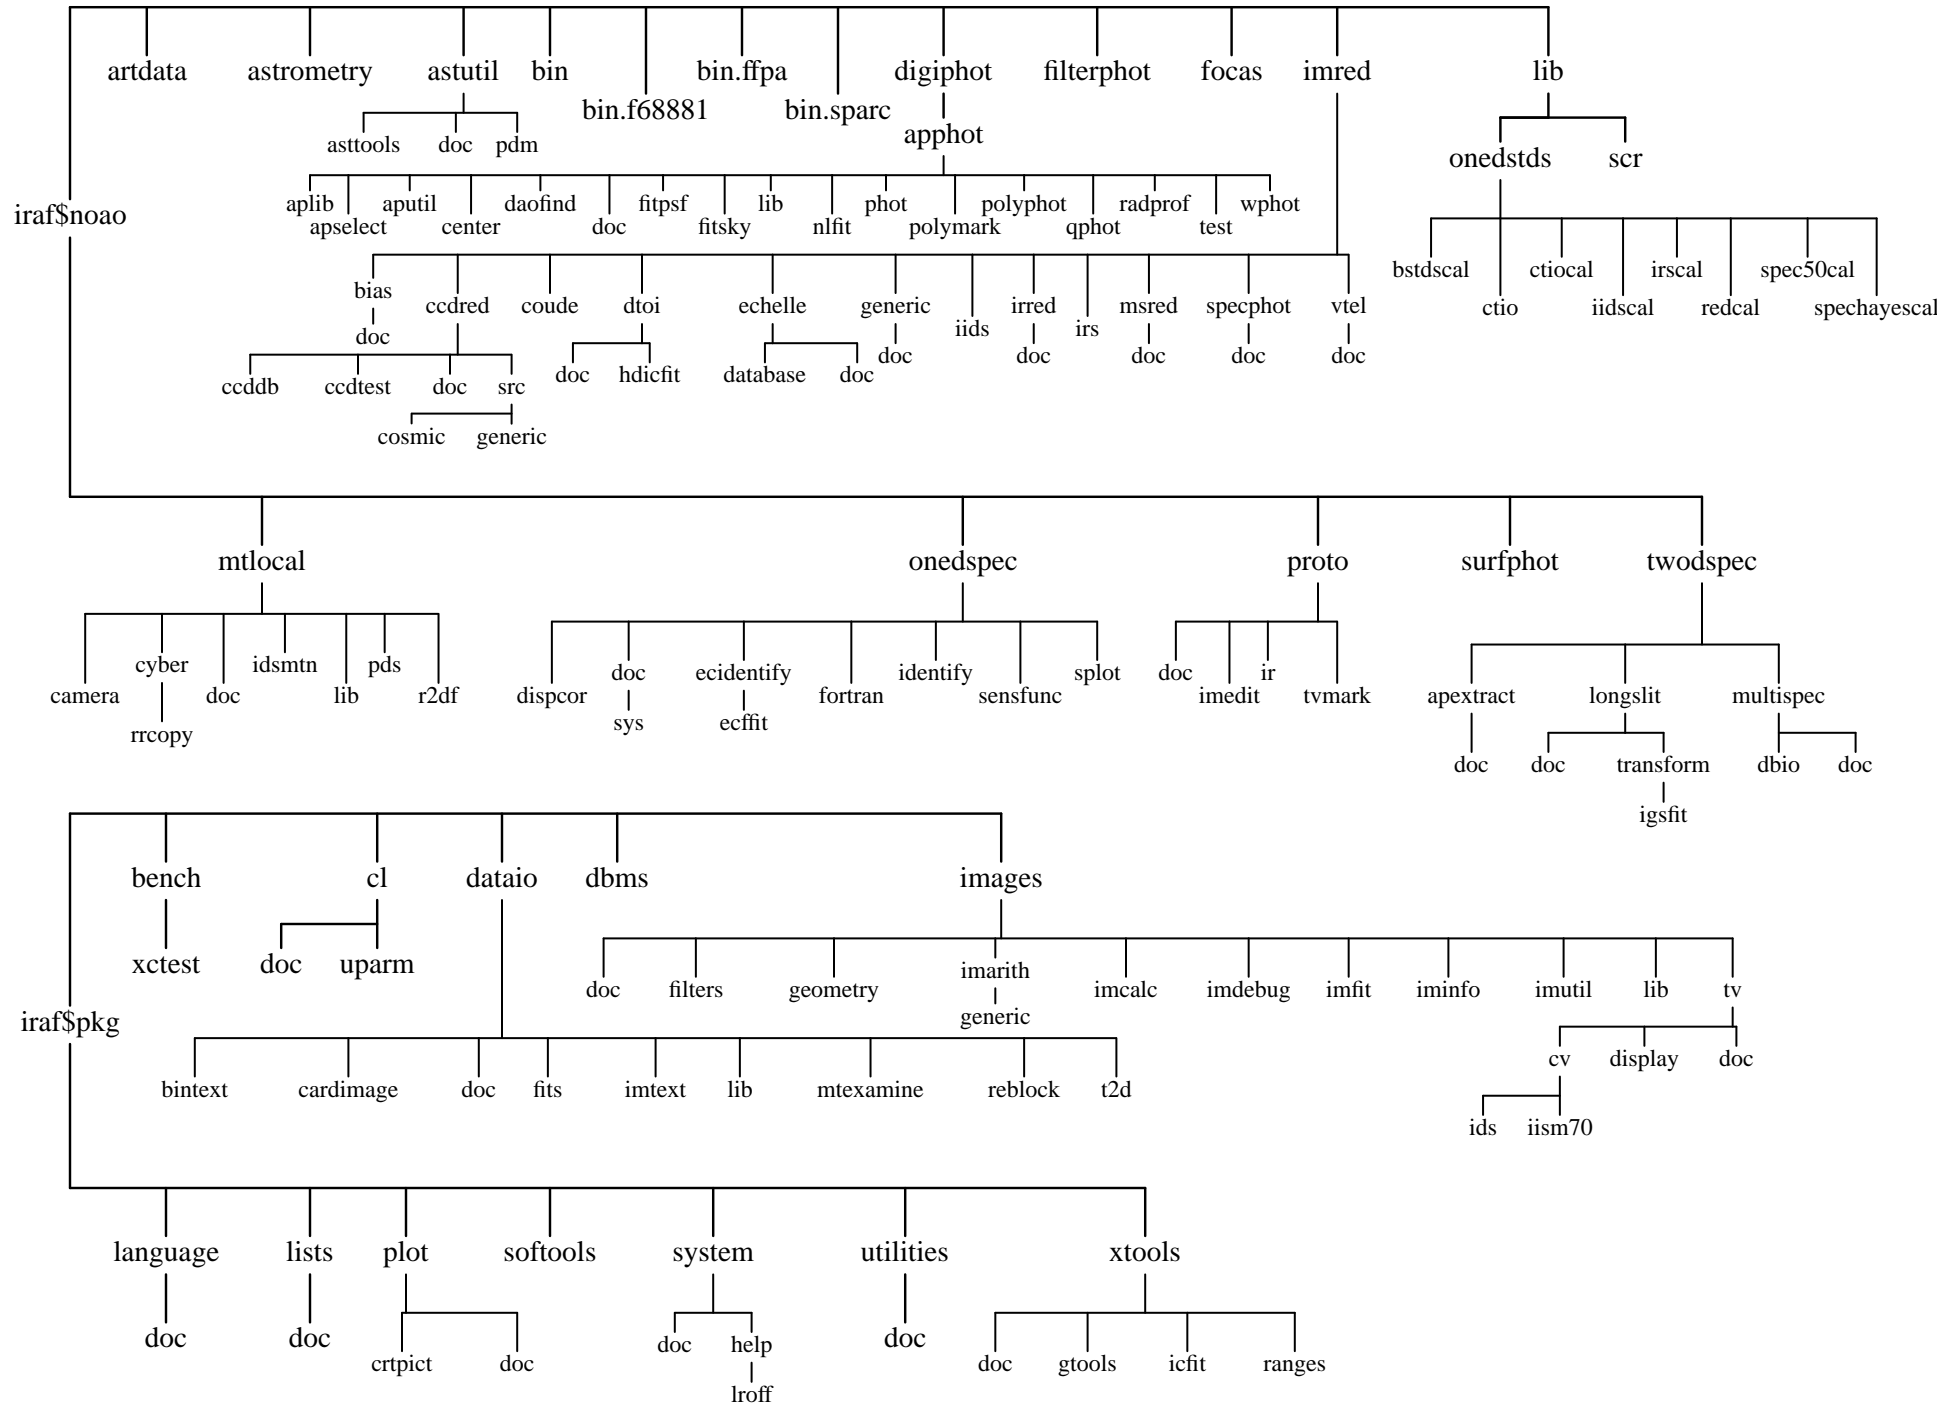 artdata astrometry astutil bin bin.ffpa digiphot filterphot focas imred lib
bin.f68881 bin.sparc
apphot
asttools doc pdm
onedstds scr
aplib aputil daofind fitpsf lib phot polyphot radprof wphot
iraf$noao
apselect center doc fitsky nlfit polymark qphot test
bstdscal ctiocal irscal spec50cal
bias
ccdred coude dtoi echelle generic irred msred specphot vtel
ctio iidscal redcal spechayescal
iids irs
doc
doc doc doc doc doc
doc hdicfit database doc
ccddb ccdtest doc src
cosmic generic
mtlocal onedspec proto surfphot twodspec
cyber idsmtn pds
doc ecidentify identify splot doc ir
camera doc lib r2df dispcor fortran sensfunc imedit tvmark apextract longslit multispec
sys ecffit
rrcopy
doc doc transform dbio doc
igsfit
bench cl dataio dbms images
xctest doc uparm
imarith
doc filters geometry imcalc imdebug imfit iminfo imutil lib tv
generic
iraf$pkg
cv display doc
bintext cardimage doc fits imtext lib mtexamine reblock t2d
ids iism70
language lists plot softools system utilities xtools
doc doc doc
doc help
crtpict doc doc gtools icfit ranges
lroff